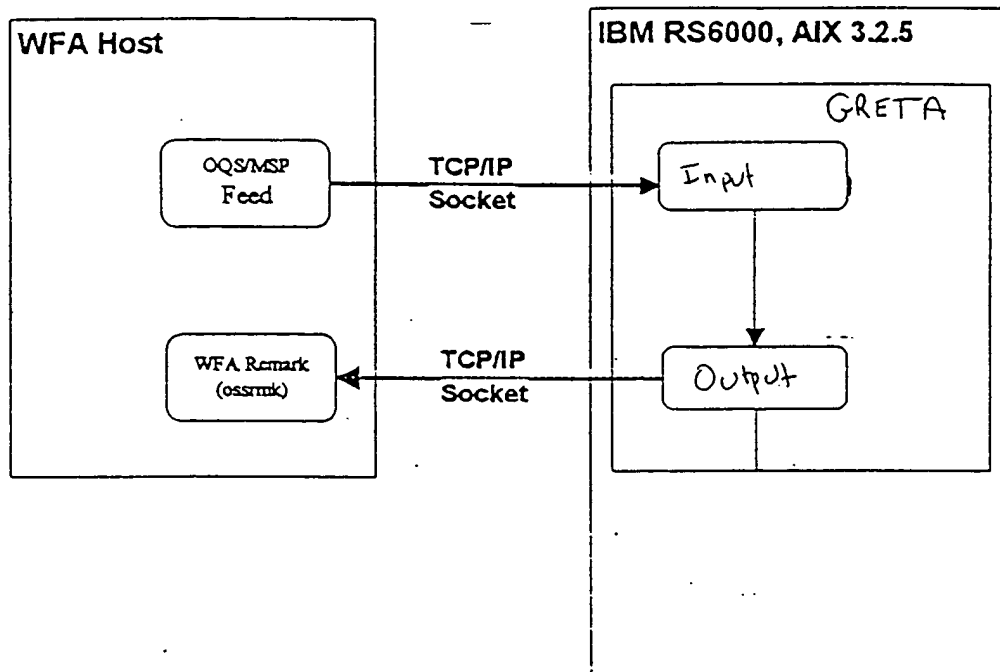 WFA Host
IBM RS6000, AIX 3.2.5
GRETA
OQS/MSP
Feed
TCP/IP
Socket
Input
WFA Remark
(ossrmk)
TCP/IP
Socket
Output